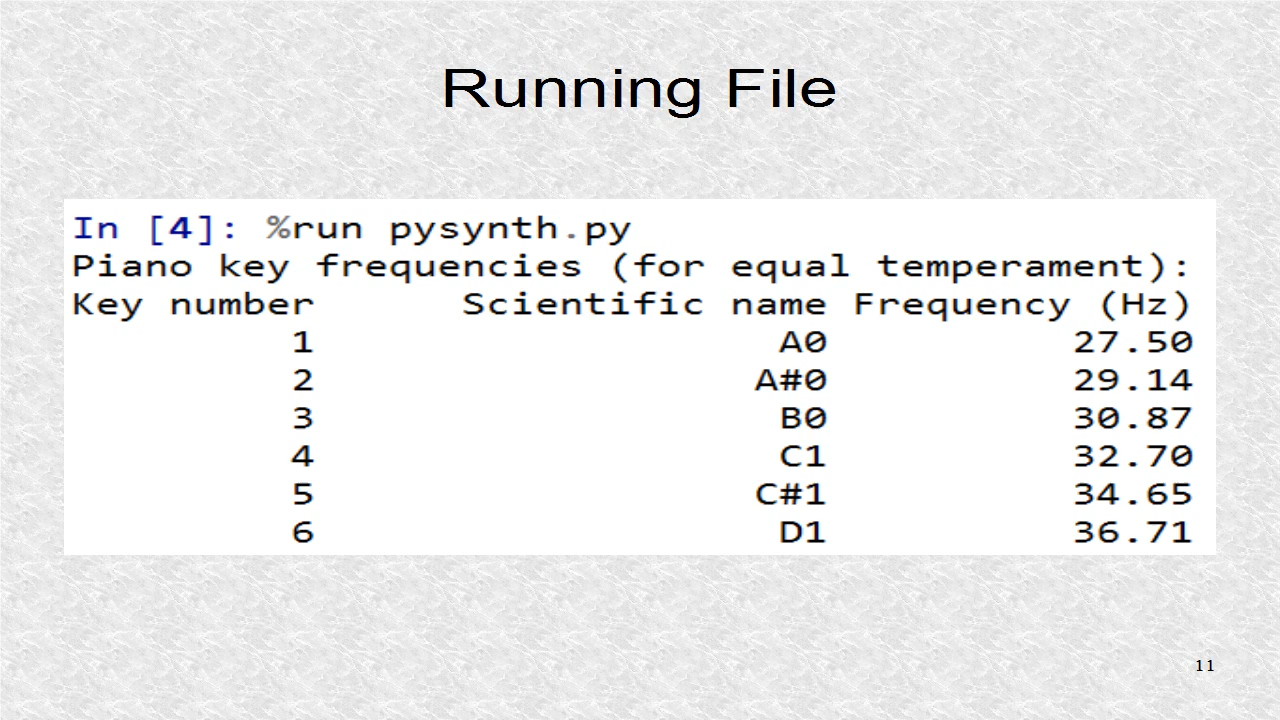 Running File
In [4]: %run pysynth.py
Piano key frequencies (for equal temperament):
Key number Scientific name Frequency (Hz)
1 A0 27.50
2 A#0 29.14
3 B0 30.87
4 C1 32.70
5 C#1 34.65
6 D1 36.71
11